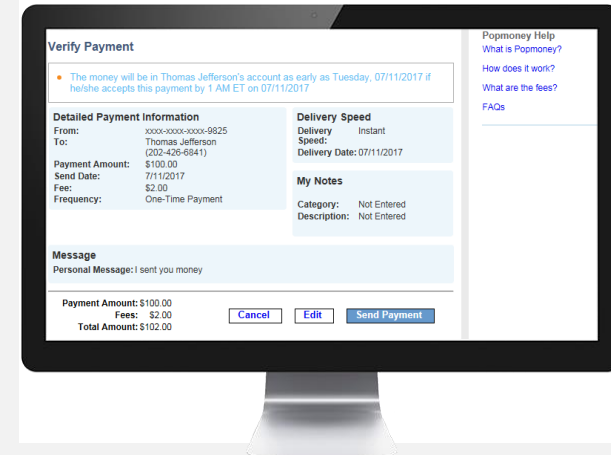 Verify Payment
The money will be in Thomas Jefferson's account as early as Tuesday, 07/11/2017 if
he/she accepts this payment by 1 AM ET on 07/11/2017
Detailed Payment Information
From: xxxx-xxxx-xxxx-9825
To: Thomas Jefferson
(202-426-6841)
Payment Amount: $100.00
Send Date: 7/11/2017
Fee: $2.00
Frequency: One-Time Payment
Delivery Speed
Delivery Speed: Instant
Delivery Date: 07/11/2017
My Notes
Category: Not Entered
Description: Not Entered
Message
Personal Message: I sent you money
Payment Amount: $100.00
Fees: $2.00
Total Amount: $102.00
Cancel Edit Send Payment
Popmoney Help
What is Popmoney?
How does it work?
What are the fees?
FAQs